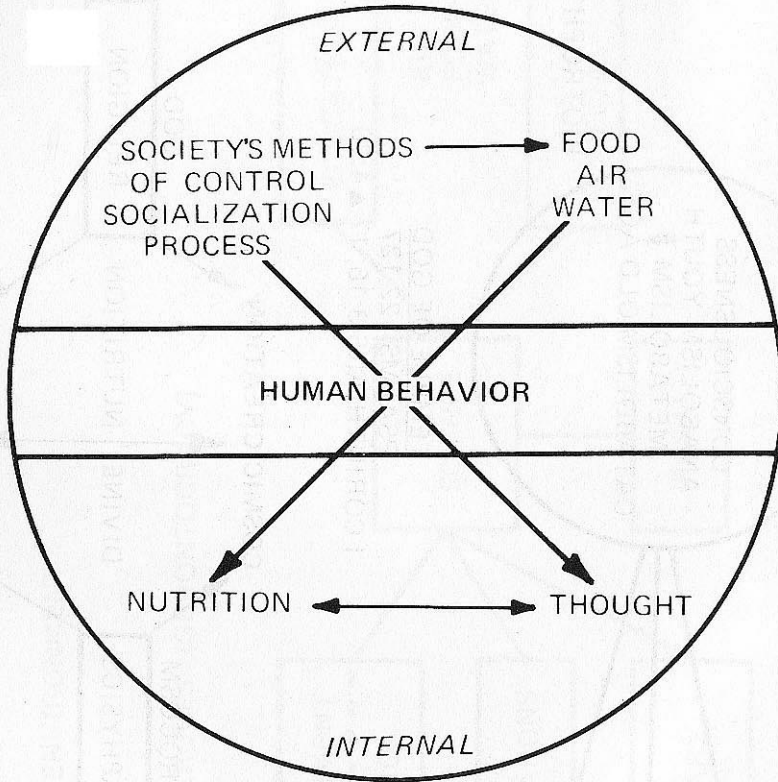 EXTERNAL
SOCIETY'S METHODS
OF CONTROL
SOCIALIZATION
PROCESS
FOOD
AIR
WATER
HUMAN BEHAVIOR
NUTRITION
THOUGHT
INTERNAL